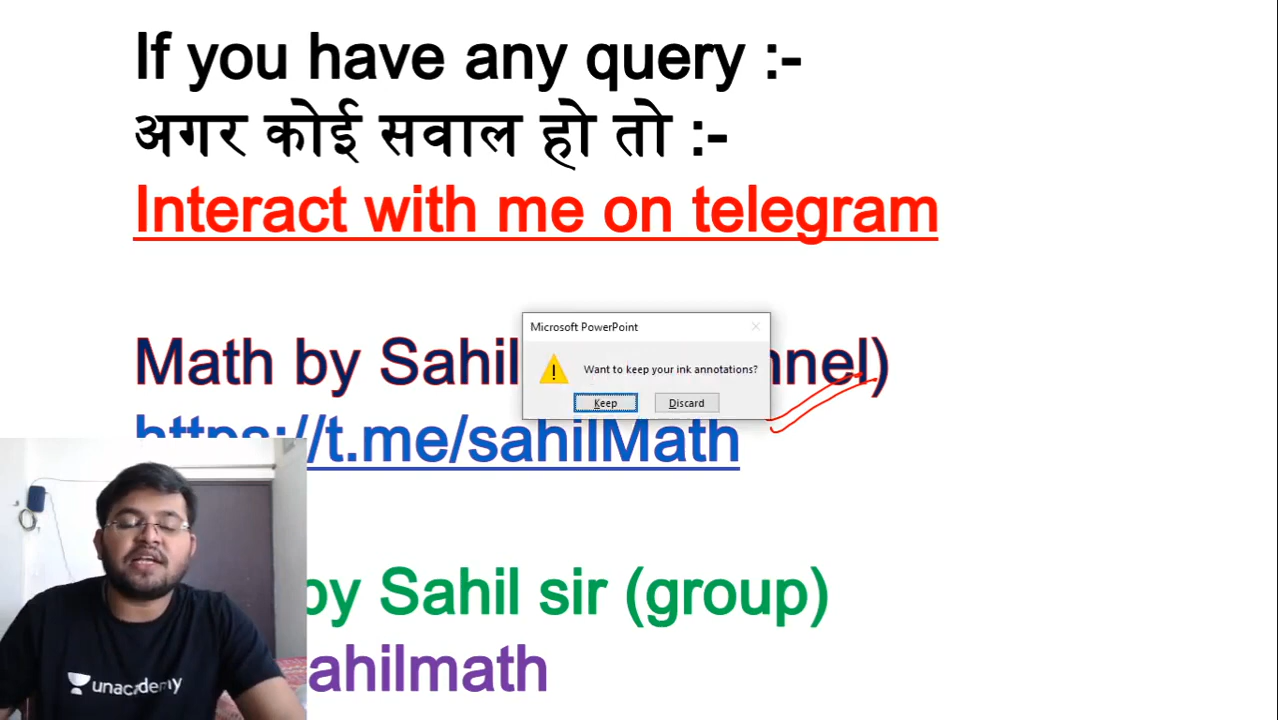 If you have any query :-
अगर कोई सवाल हो तो :-
Interact with me on telegram
Microsoft PowerPoint
Want to keep your ink annotations?
Keep
Discard
Math by Sahil nnel)
https://t.me/sahilMath
by Sahil sir (group)
ahilmath
unacademy